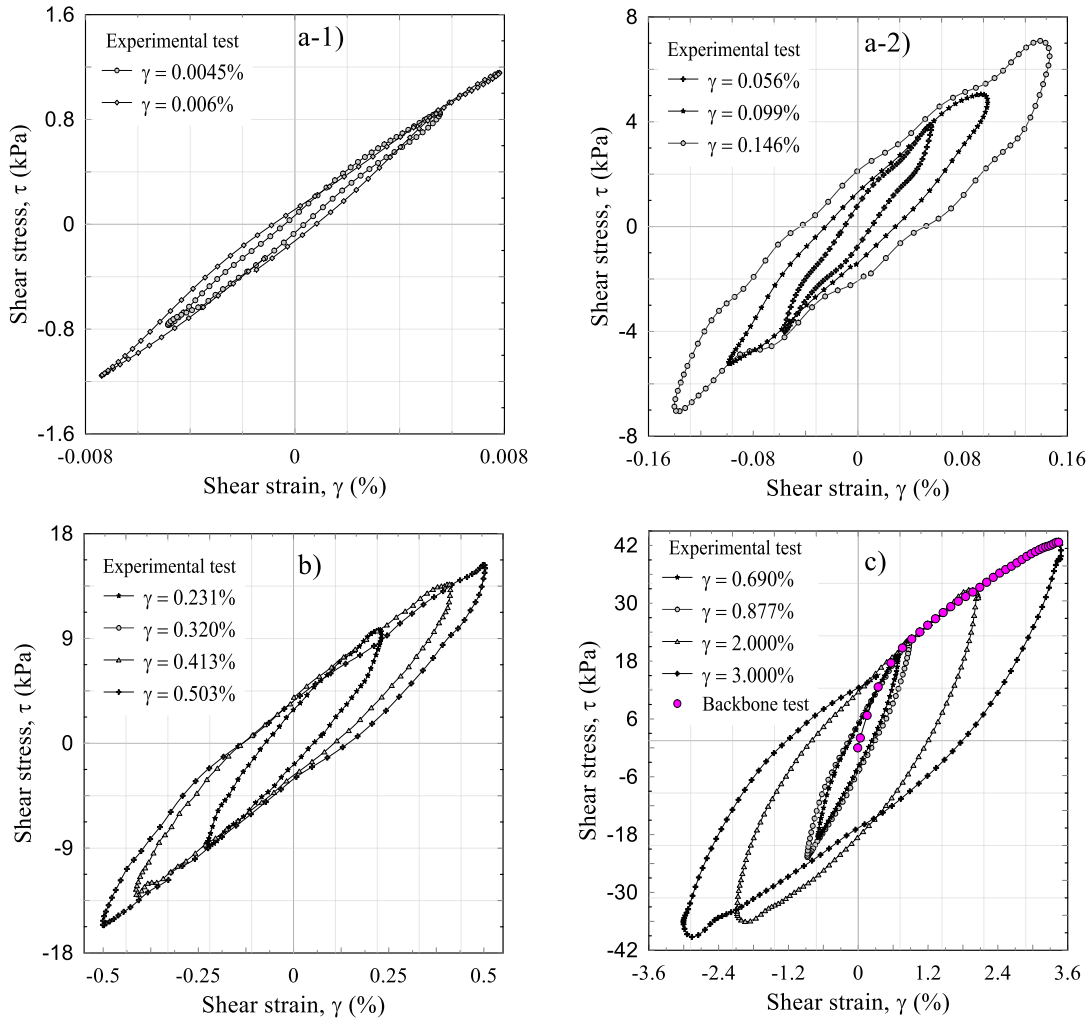 a-1)
Experimental test
γ = 0.0045%
γ = 0.006%
1.6
0.8
0
-0.8
-1.6
-0.008
0
0.008
Shear stress, τ (kPa)
Shear strain, γ (%)
a-2)
Experimental test
γ = 0.056%
γ = 0.099%
γ = 0.146%
8
4
0
-4
-8
-0.16
-0.08
0
0.08
0.16
Shear stress, τ (kPa)
Shear strain, γ (%)
b)
Experimental test
γ = 0.231%
γ = 0.320%
γ = 0.413%
γ = 0.503%
18
9
0
-9
-18
-0.5
-0.25
0
0.25
0.5
Shear stress, τ (kPa)
Shear strain, γ (%)
c)
Experimental test
γ = 0.690%
γ = 0.877%
γ = 2.000%
γ = 3.000%
Backbone test
42
30
18
6
-6
-18
-30
-42
-3.6
-2.4
-1.2
0
1.2
2.4
3.6
Shear stress, τ (kPa)
Shear strain, γ (%)